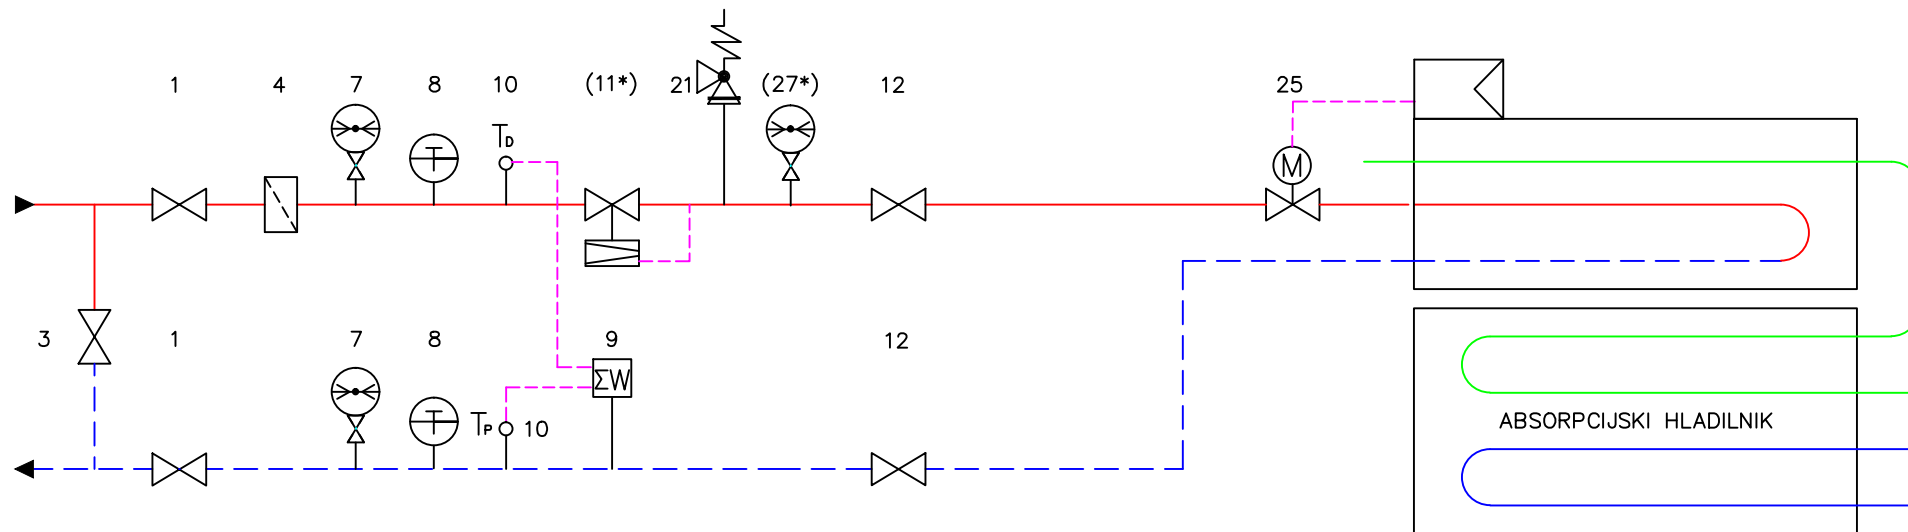 1 4 7 8 10 (11*) 21 (27*) 12 25
TD
T
M
3 1 7 8 9 12
ΣW
T
TP 10
ABSORPCIJSKI HLADILNIK